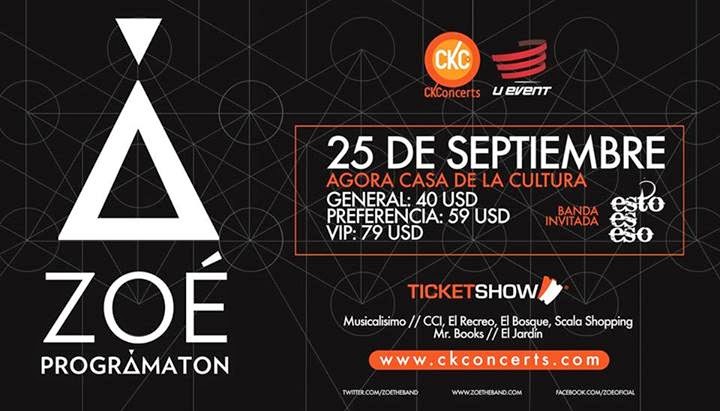 ZOÉ
PROGRAMATON
CKC
CKConcerts
U EVENT
25 DE SEPTIEMBRE
AGORA CASA DE LA CULTURA
GENERAL: 40 USD
PREFERENCIA: 59 USD
VIP: 79 USD
BANDA
INVITADA
esto
es
eso
TICKETSHOW
Musicalisimo // CCI, El Recreo, El Bosque, Scala Shopping
Mr. Books // El Jardín
www.ckconcerts.com
TWITTER.COM/ZOETHEBAND
WWW.ZOETHEBAND.COM
FACEBOOK.COM/ZOEOFICIAL